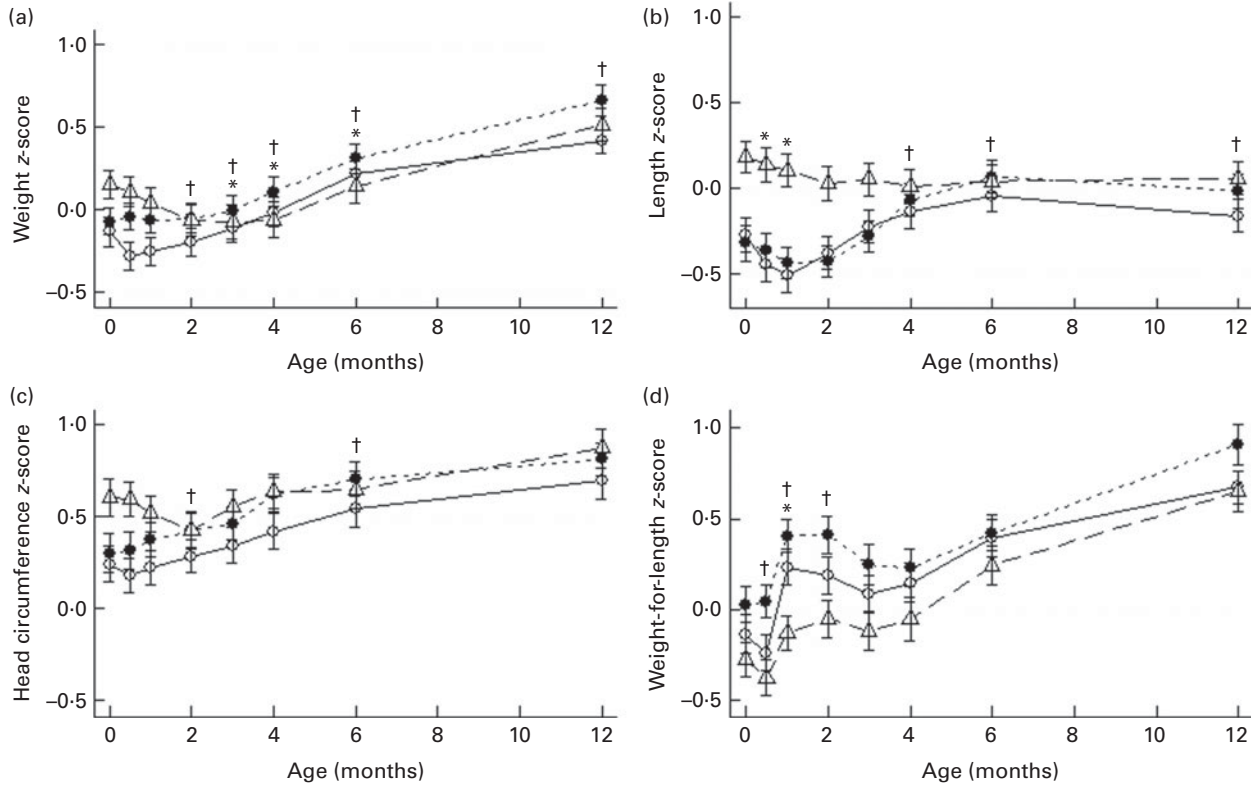 (a)
1·0
0·5
0·0
–0·5
Weight z-score
† † * † * † * †
0 2 4 6 8 10 12
Age (months)
(b)
1·0
0·5
0·0
–0·5
Length z-score
* * † † †
0 2 4 6 8 10 12
Age (months)
(c)
1·0
0·5
0·0
–0·5
Head circumference z-score
† †
0 2 4 6 8 10 12
Age (months)
(d)
1·0
0·5
0·0
–0·5
Weight-for-length z-score
† † * †
0 2 4 6 8 10 12
Age (months)